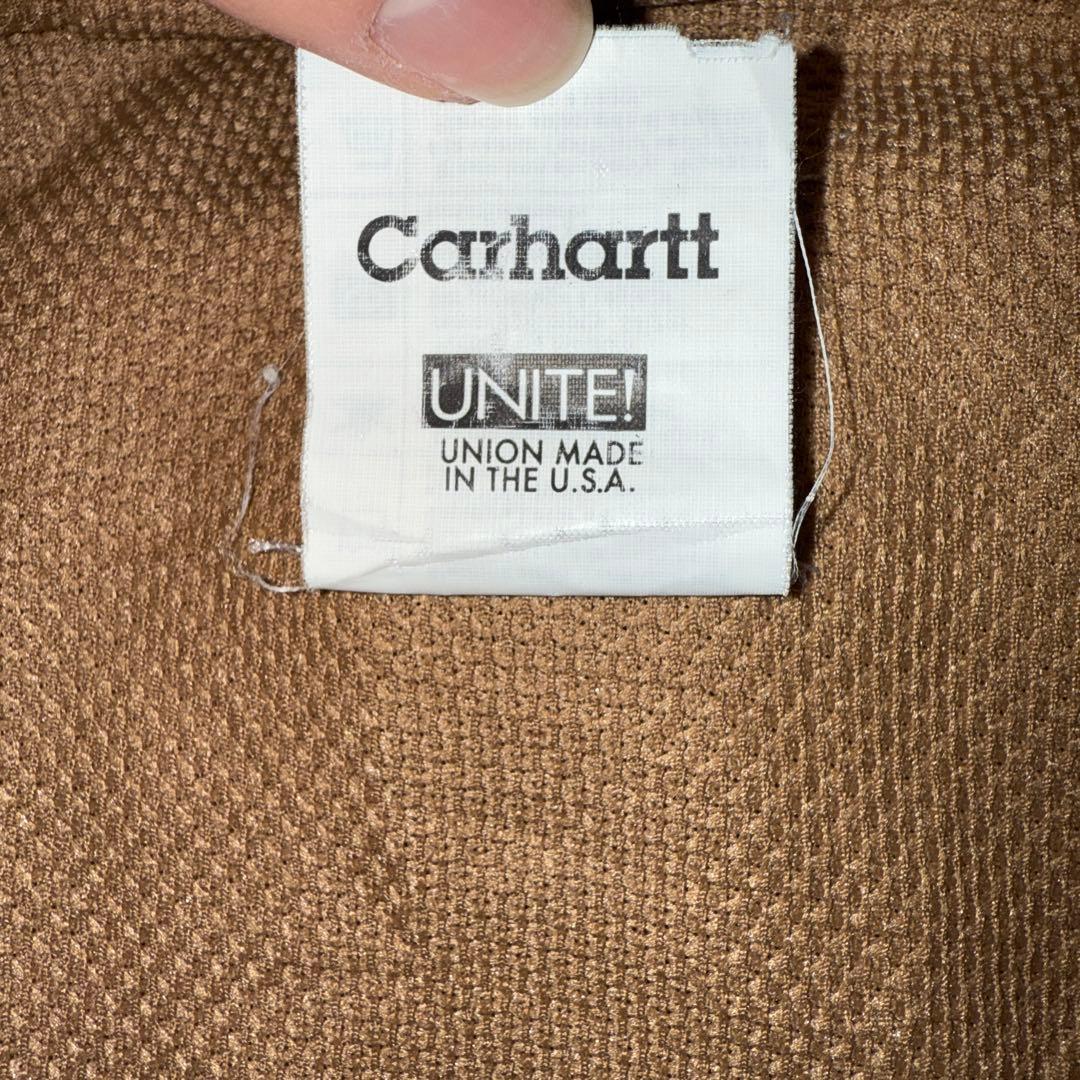 Carhartt
UNITE!
UNION MADE
IN THE U.S.A.